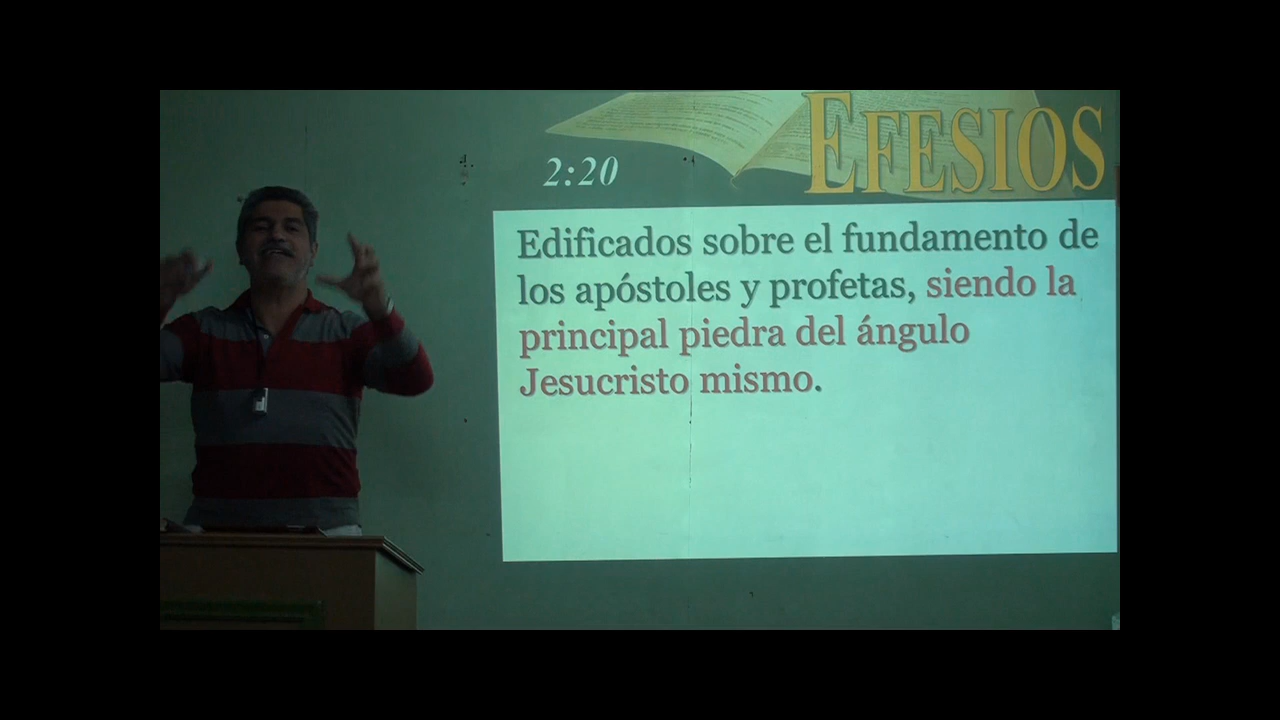 EFESIOS
2:20
Edificados sobre el fundamento de
los apóstoles y profetas, siendo la
principal piedra del ángulo
Jesucristo mismo.